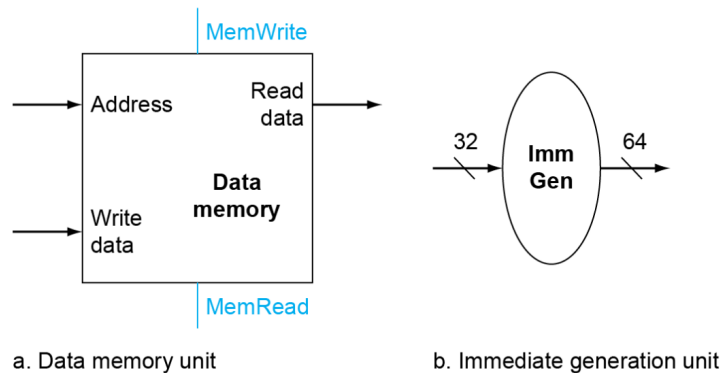 MemWrite
Address
Read
data
Data
memory
Write
data
MemRead
a. Data memory unit
32
Imm
Gen
64
b. Immediate generation unit